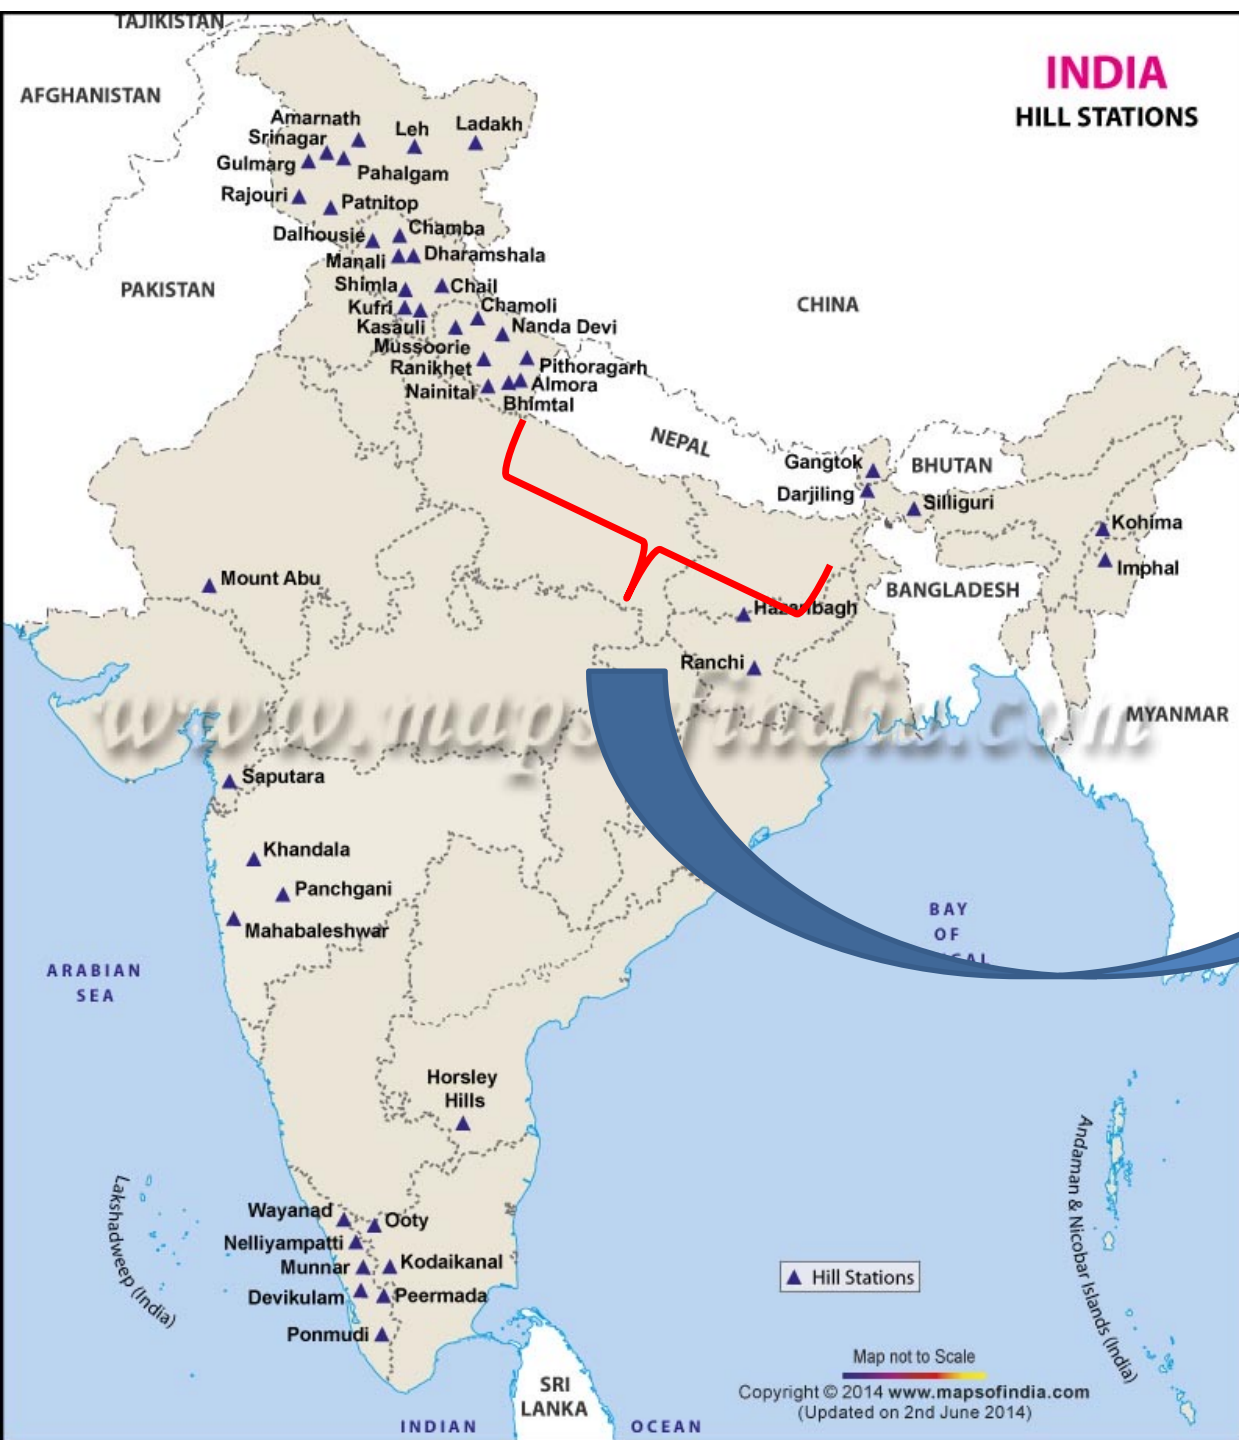 TAJIKISTAN
INDIA
HILL STATIONS
AFGHANISTAN
Amarnath
Leh
Ladakh
Srinagar
Gulmarg
Pahalgam
Rajouri
Patnitop
Dalhousie
Chamba
Manali
Dharamshala
PAKISTAN
Shimla
Chail
CHINA
Kufri
Chamoli
Kasauli
Nanda Devi
Mussoorie
Ranikhet
Pithoragarh
Nainital
Almora
Bhimtal
NEPAL
Gangtok
BHUTAN
Darjiling
Silliguri
Kohima
Imphal
Mount Abu
BANGLADESH
Hazaribagh
Ranchi
www.mapsofindia.com
MYANMAR
Saputara
Khandala
Panchgani
Mahabaleshwar
BAY
OF
ARABIAN
SEA
Horsley
Hills
Andaman & Nicobar Islands (India)
Lakshadweep (India)
Wayanad
Ooty
Nelliyampatti
Munnar
Kodaikanal
Devikulam
Peermada
Hill Stations
Ponmudi
Map not to Scale
SRI
LANKA
Copyright © 2014 www.mapsofindia.com
(Updated on 2nd June 2014)
INDIAN OCEAN